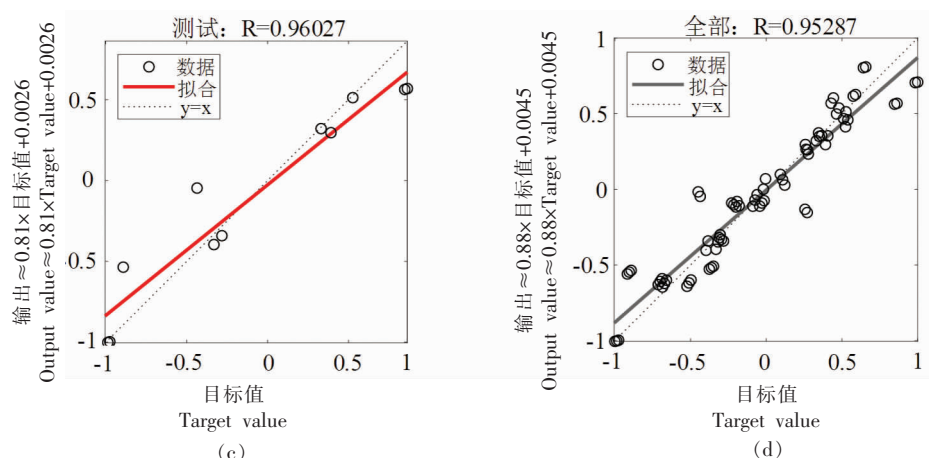 测试：R=0.96027
数据
拟合
y=x
0.5
0
-0.5
-1
-1
-0.5
0
0.5
1
输出≈0.81×目标值+0.0026
Output value≈0.81×Target value+0.0026
目标值
Target value
(c)
全部：R=0.95287
数据
拟合
y=x
1
0.5
0
-0.5
-1
-1
-0.5
0
0.5
1
输出≈0.88×目标值+0.0045
Output value≈0.88×Target value+0.0045
目标值
Target value
(d)